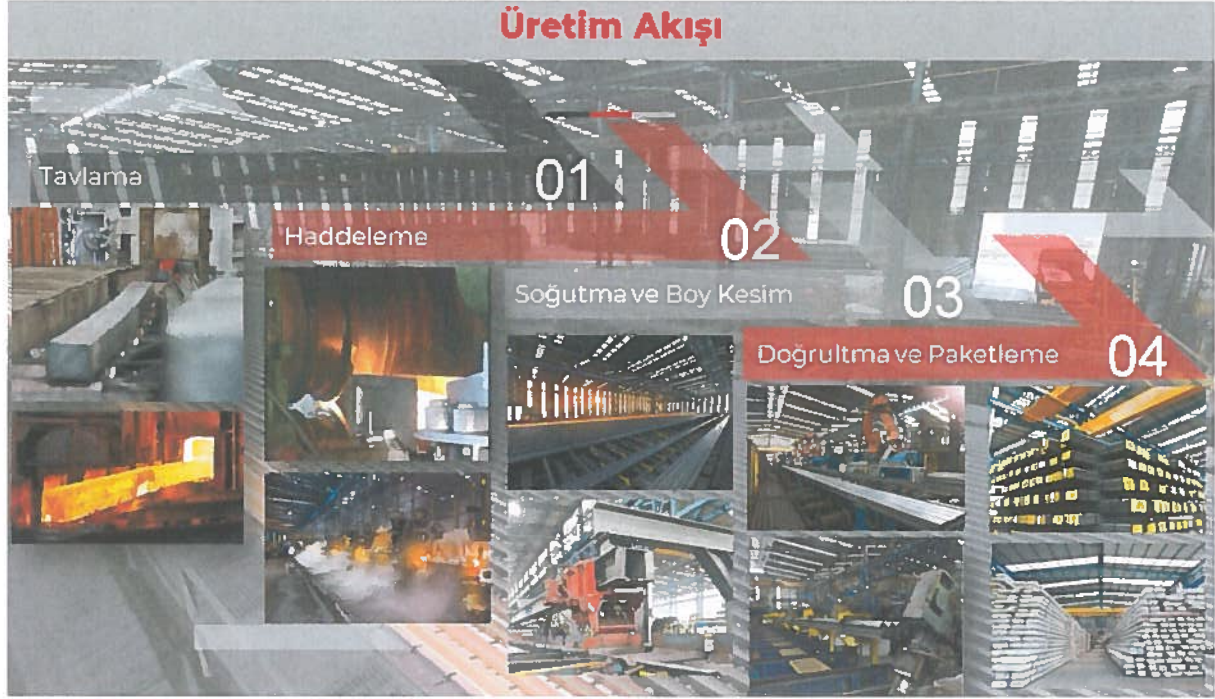 Üretim Akışı
Tavlama 01
Haddeleme 02
Soğutma ve Boy Kesim 03
Doğrultma ve Paketleme 04